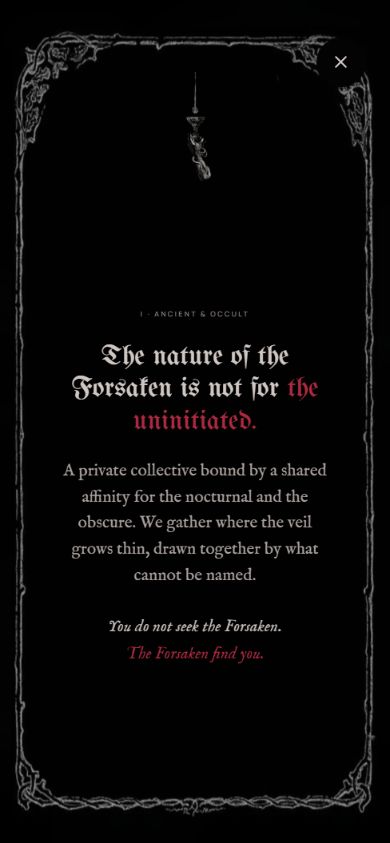 I - ANCIENT & OCCULT
The nature of the
Forsaken is not for the
uninitiated.
A private collective bound by a shared
affinity for the nocturnal and the
obscure. We gather where the veil
grows thin, drawn together by what
cannot be named.
You do not seek the Forsaken.
The Forsaken find you.